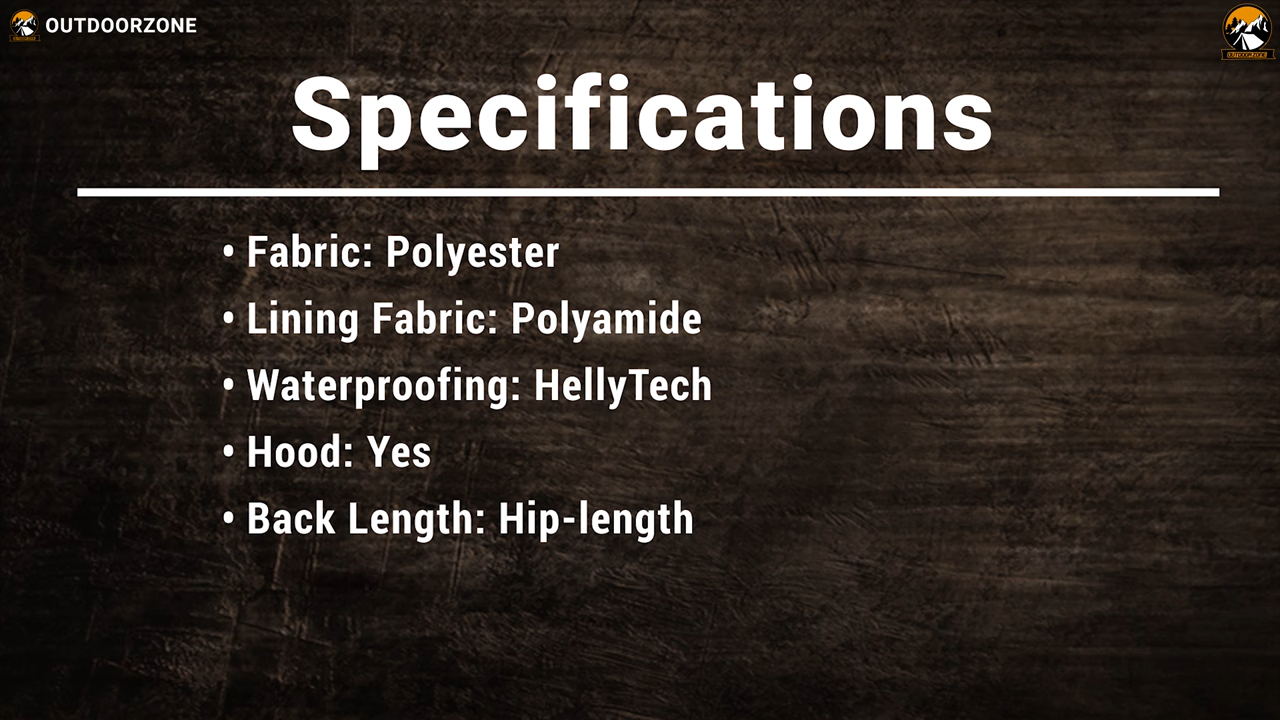 OUTDOORZONE
Specifications
• Fabric: Polyester
• Lining Fabric: Polyamide
• Waterproofing: HellyTech
• Hood: Yes
• Back Length: Hip-length